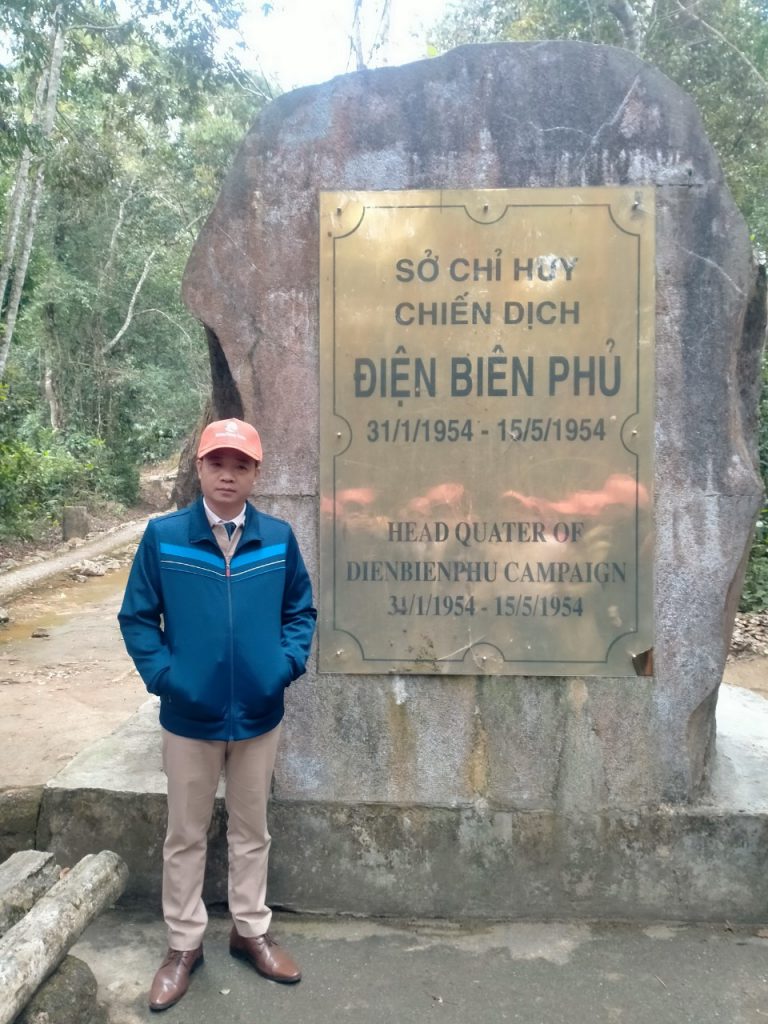 SỞ CHỈ HUY
CHIẾN DỊCH
ĐIỆN BIÊN PHỦ
31/1/1954 - 15/5/1954
HEAD QUATER OF
DIENBIENPHU CAMPAIGN
31/1/1954 - 15/5/1954